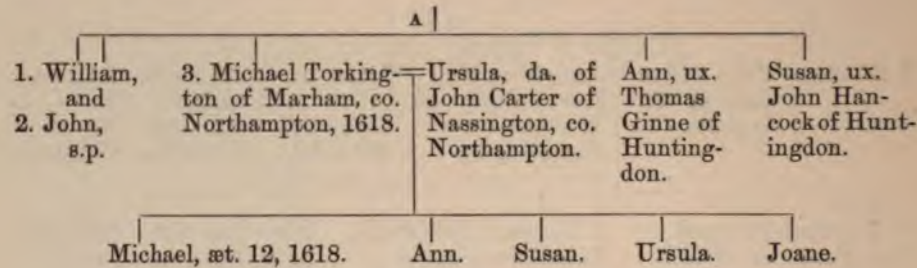 A
1. William,
and
2. John,
s.p.
3. Michael Torking-
ton of Marham, co.
Northampton, 1618.
Ursula, da. of
John Carter of
Nassington, co.
Northampton.
Ann, ux.
Thomas
Ginne of
Hunting-
don.
Susan, ux.
John Han-
cock of Hunt-
ingdon.
Michael, æt. 12, 1618.
Ann.
Susan.
Ursula.
Joane.